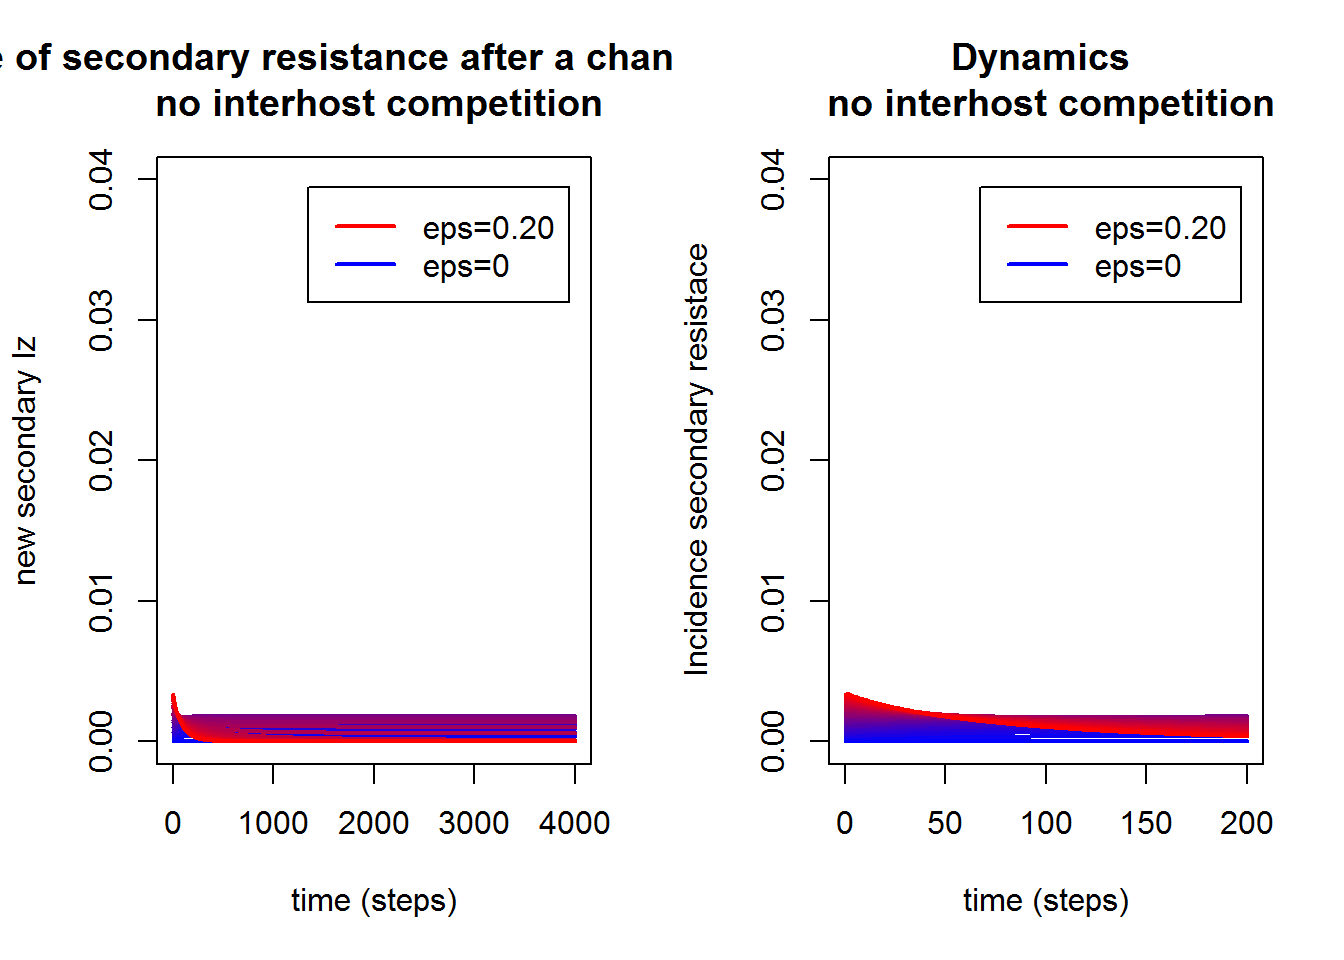 e of secondary resistance after a chan
no interhost competition
new secondary Iz
0.04
0.03
0.02
0.01
0.00
eps=0.20
eps=0
0 1000 2000 3000 4000
time (steps)
Dynamics
no interhost competition
Incidence secondary resistace
0.04
0.03
0.02
0.01
0.00
eps=0.20
eps=0
0 50 100 150 200
time (steps)